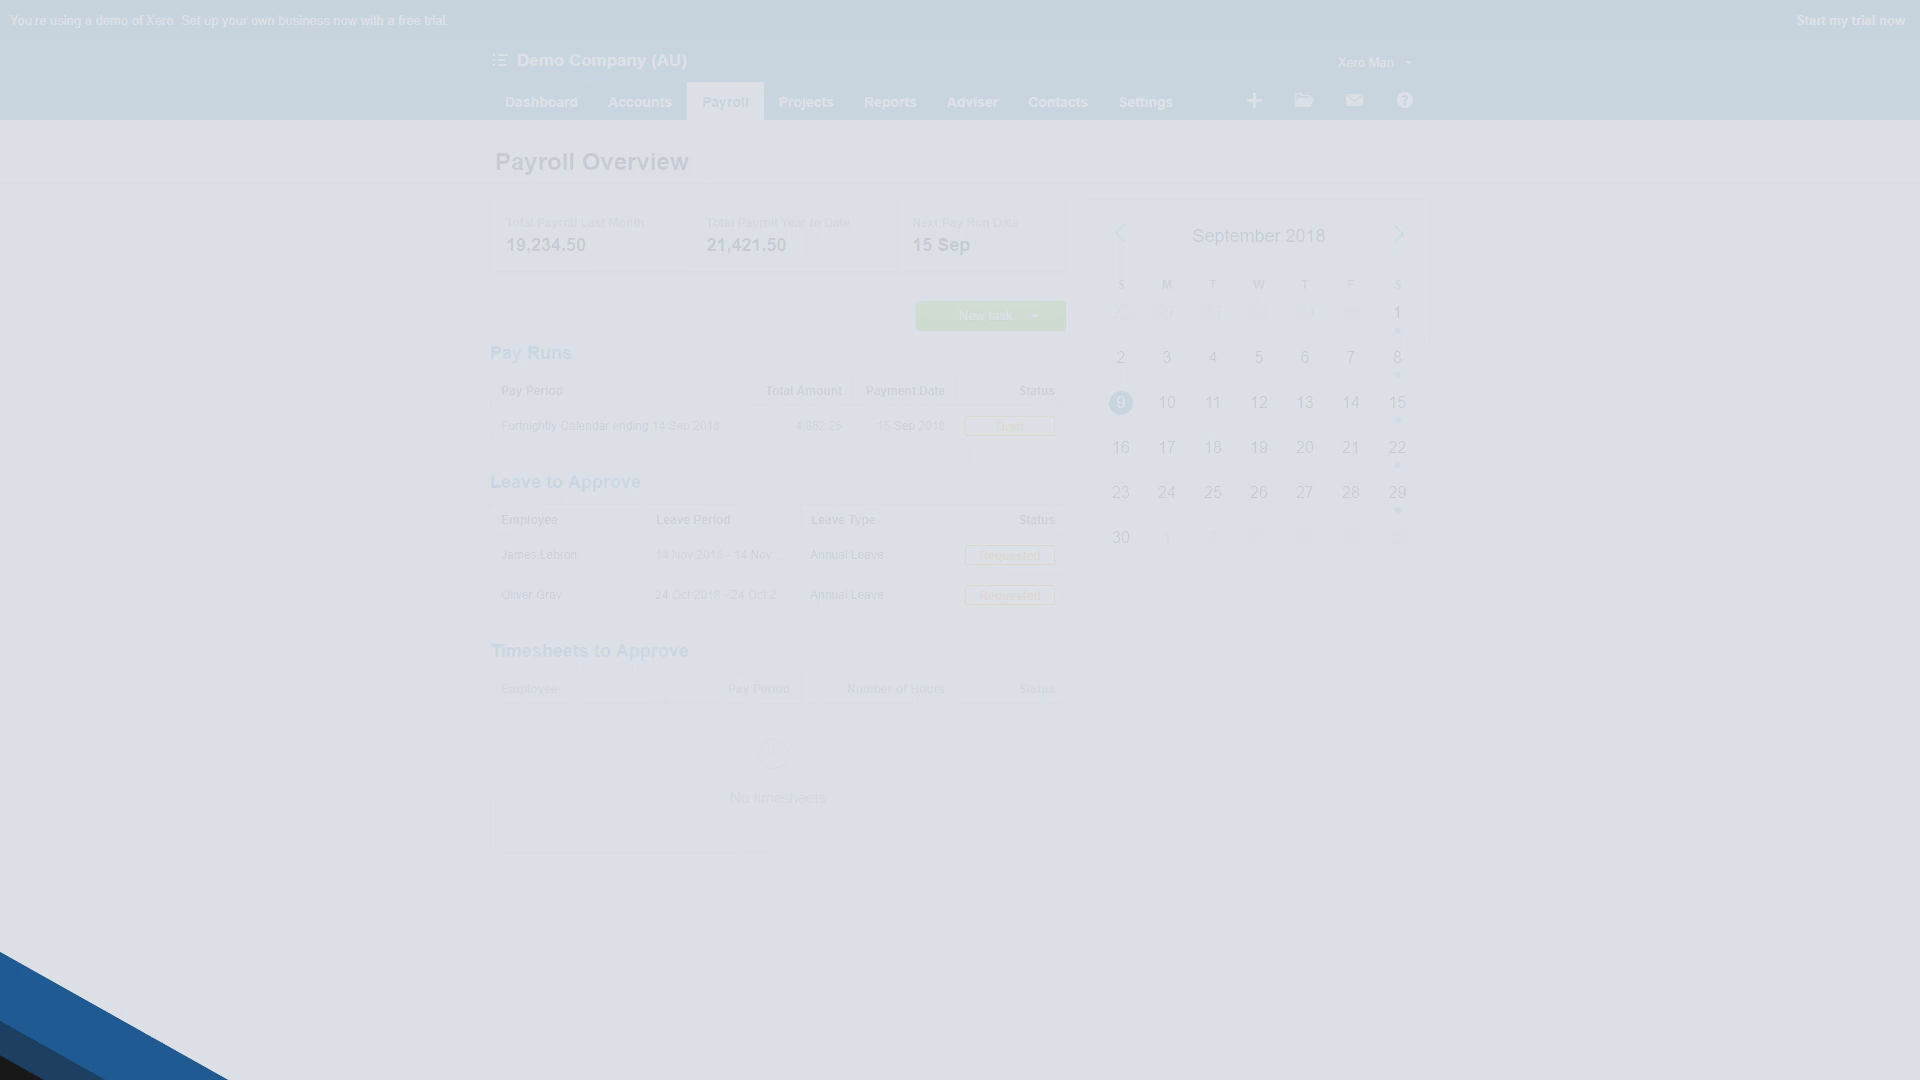 You're using a demo of Xero. Set up your own business now with a free trial.
Start my trial now
Demo Company (AU)
Xero Man
Dashboard Accounts Payroll Projects Reports Adviser Contacts Settings
Payroll Overview
Total Payroll Last Month Total Payroll Year to Date Next Pay Run Date
19,234.50 21,421.50 15 Sep
New task
Pay Runs
Pay Period Total Amount Payment Date Status
Fortnightly Calendar ending 14 Sep 2018 15 Sep 2018 Draft
Leave to Approve
Employee Leave Period Leave Type Status
James Lebron 14 Nov 2018 - 14 Nov Annual Leave Requested
Oliver Gray 24 Oct 2018 - 24 Oct 2 Annual Leave Requested
Timesheets to Approve
Employee Pay Period Number of Hours Status
No timesheets
September 2018
S M T W T F S
1
2 3 4 5 6 7 8
9 10 11 12 13 14 15
16 17 18 19 20 21 22
23 24 25 26 27 28 29
30